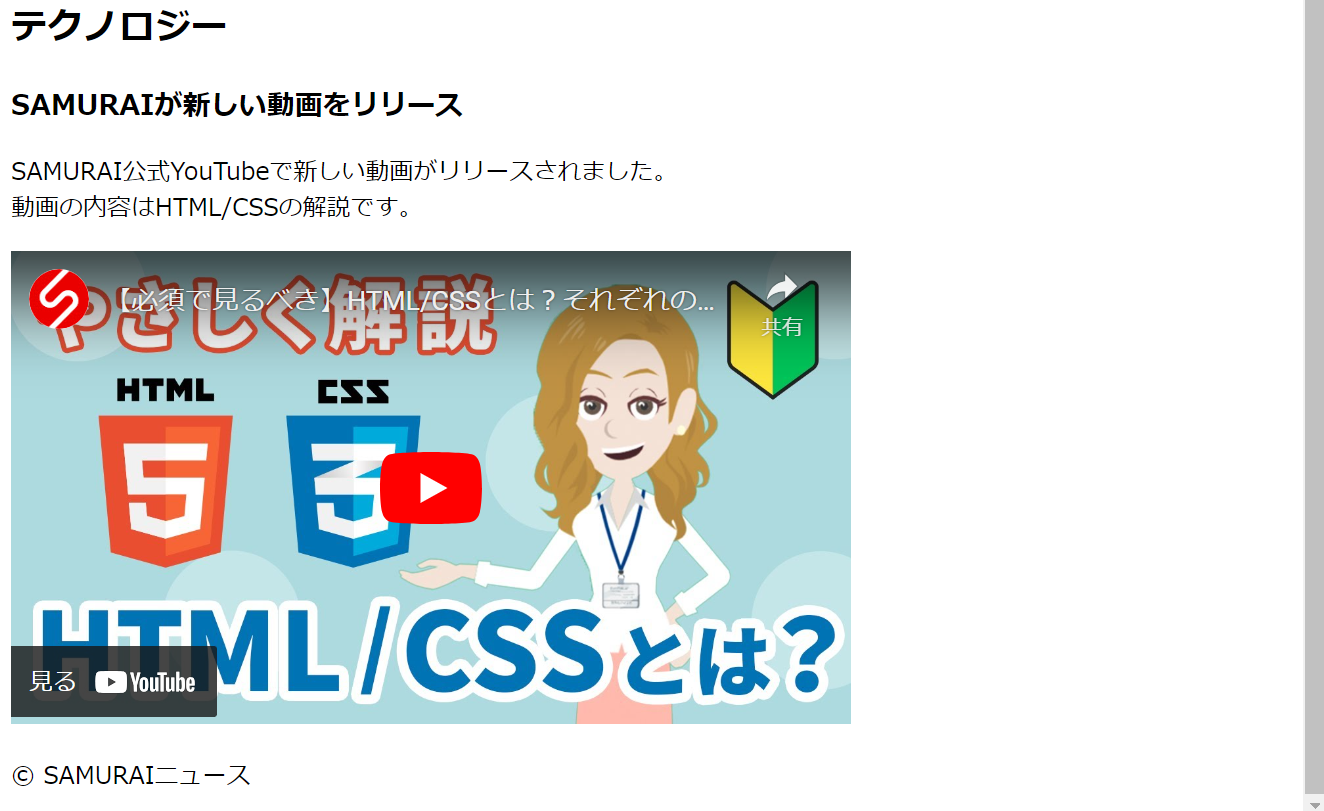 テクノロジー
SAMURAIが新しい動画をリリース
SAMURAI公式YouTubeで新しい動画がリリースされました。
動画の内容はHTML/CSSの解説です。
【必須で見るべき】HTML/CSSとは？それぞれの...
共有
やさしく解説
HTML
CSS
5
3
HTML/CSSとは?
見る YouTube
© SAMURAIニュース